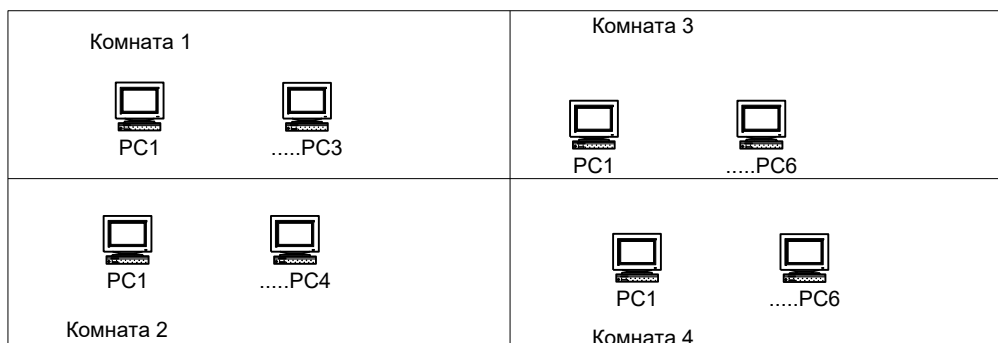 Комната 1
PC1 .....PC3
Комната 3
PC1 .....PC6
PC1 .....PC4
Комната 2
PC1 .....PC6
Комната 4